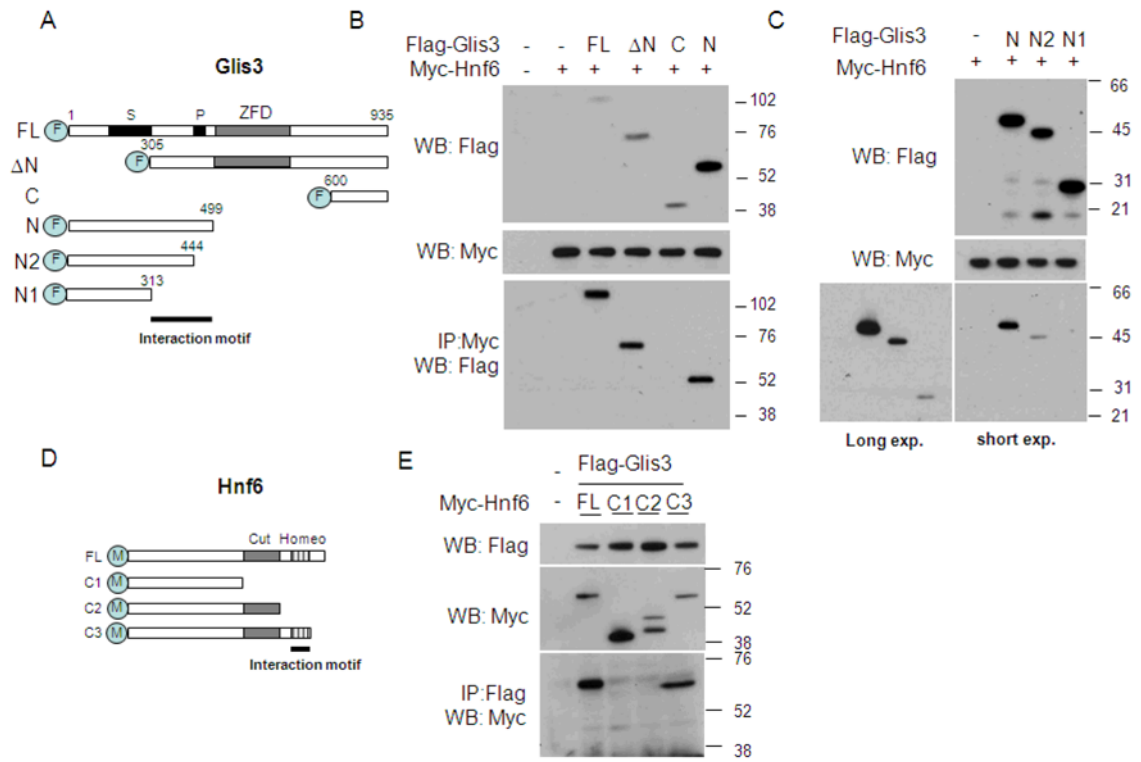 A
Glis3
1 S P ZFD 935
FL F
305
ΔN F
600
C F
499
N F
444
N2 F
313
N1 F
Interaction motif
B
Flag-Glis3 - - FL ΔN C N
Myc-Hnf6 - + + + + +
WB: Flag
102
76
52
38
WB: Myc
IP:Myc
WB: Flag
102
76
52
38
C
Flag-Glis3 - N N2 N1
Myc-Hnf6 + + + +
WB: Flag
66
45
31
21
WB: Myc
66
45
31
21
Long exp. short exp.
D
Hnf6
Cut Homeo
FL M
C1 M
C2 M
C3 M
Interaction motif
E
- Flag-Glis3
Myc-Hnf6 - FL C1 C2 C3
WB: Flag
WB: Myc
76
52
38
IP:Flag
WB: Myc
76
52
38